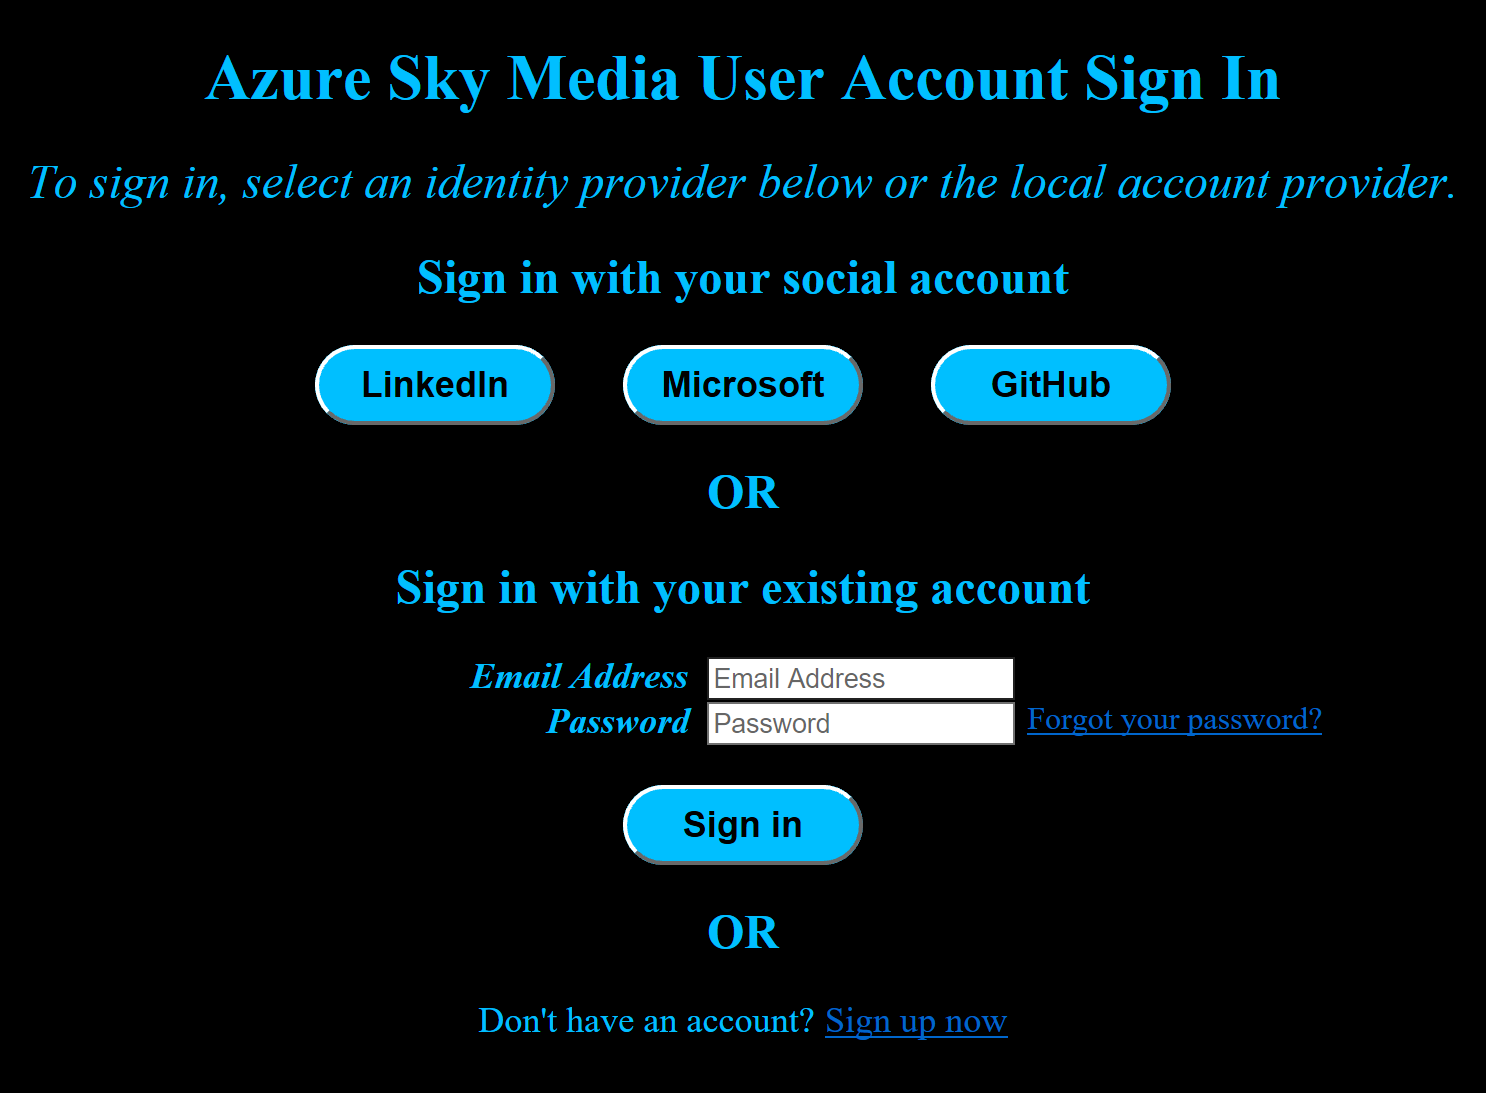 Azure Sky Media User Account Sign In
To sign in, select an identity provider below or the local account provider.
Sign in with your social account
LinkedIn Microsoft GitHub
OR
Sign in with your existing account
Email Address Email Address
Password Password Forgot your password?
Sign in
OR
Don't have an account? Sign up now